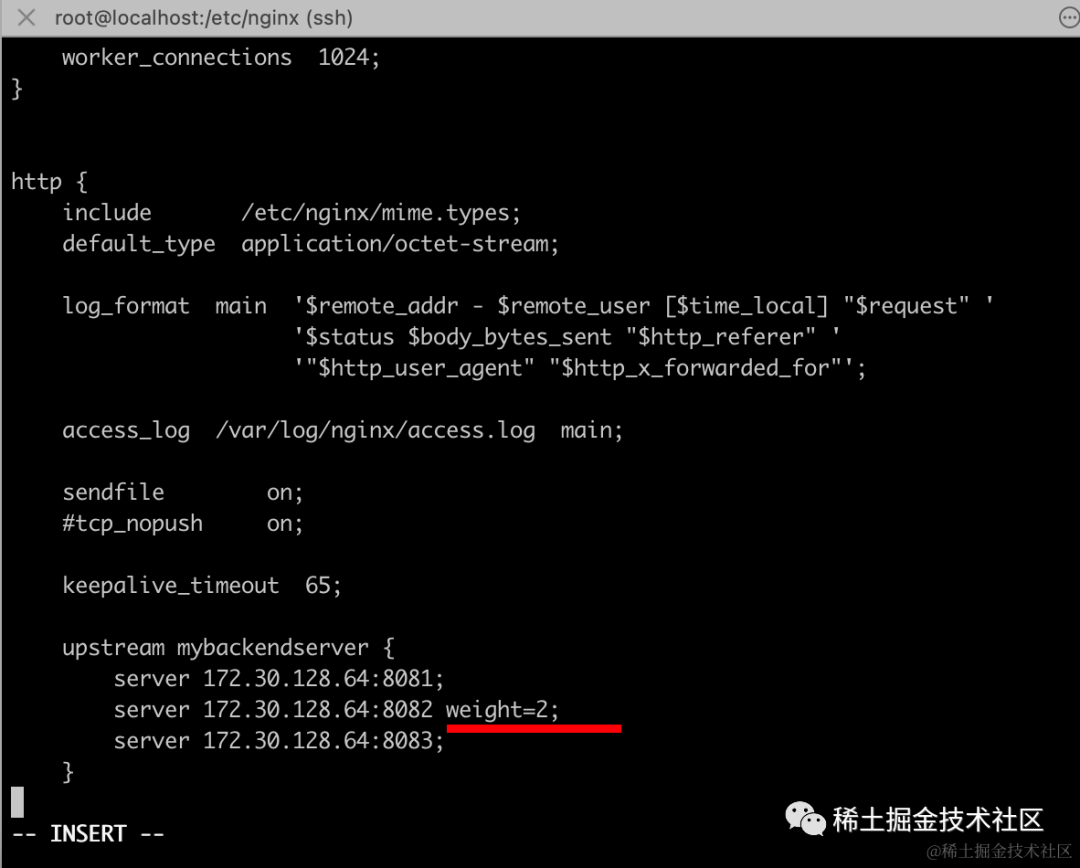 root@localhost:/etc/nginx (ssh)
    worker_connections  1024;
}
http {
    include       /etc/nginx/mime.types;
    default_type  application/octet-stream;
    log_format  main  '$remote_addr - $remote_user [$time_local] "$request" '
                      '$status $body_bytes_sent "$http_referer" '
                      '"$http_user_agent" "$http_x_forwarded_for"';
    access_log  /var/log/nginx/access.log  main;
    sendfile        on;
    #tcp_nopush     on;
    keepalive_timeout  65;
    upstream mybackendserver {
        server 172.30.128.64:8081;
        server 172.30.128.64:8082 weight=2;
        server 172.30.128.64:8083;
    }
-- INSERT --
稀土掘金技术社区
@稀土掘金技术社区